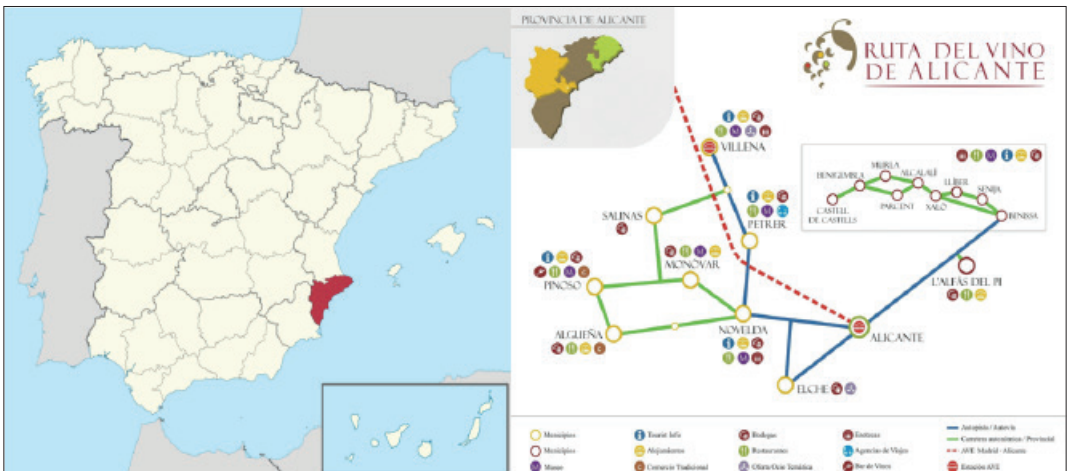 PROVINCIA DE ALICANTE
RUTA DEL VINO
DE ALICANTE
VILLENA
MURLA
BENIGEMBLA
ALCALALÍ
LLÍBER
SENIJA
CASTELL
DE CASTELLS
PARCENT
XALÓ
BENISSA
SALINAS
PETRER
MONÓVAR
PINOSO
L'ALFÀS DEL PI
ALGUEÑA
NOVELDA
ALICANTE
ELCHE
Municipios
Tourist Info
Bodegas
Enotecas
Autopista / Autovía
Municipios
Alojamientos
Restaurantes
Agencias de Viajes
Carretera autonómica / Provincial
AVE Madrid - Alicante
Museo
Comercio Tradicional
Oferta Ocio Temática
Bar de Vinos
Estación AVE